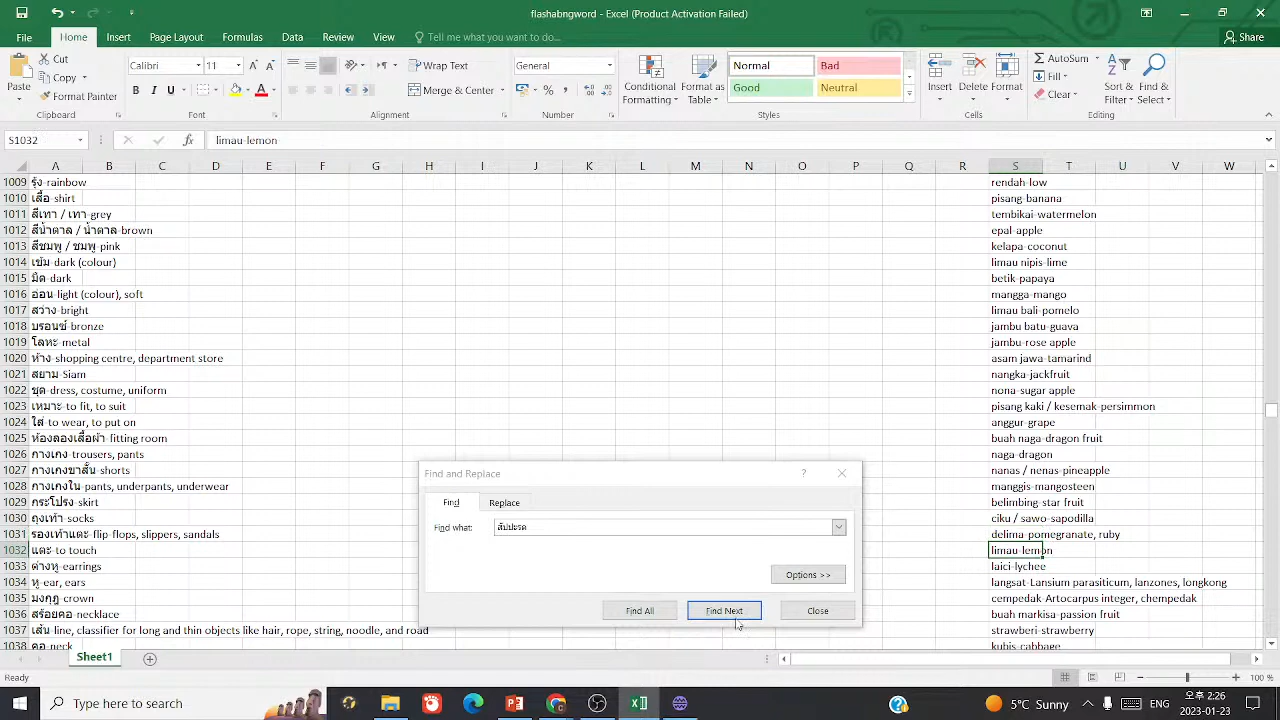 flashabngword - Excel (Product Activation Failed)
File Home Insert Page Layout Formulas Data Review View Tell me what you want to do... Share
Paste Cut Copy Format Painter Clipboard
Calibri 11 Font
Wrap Text Merge & Center Alignment
General Number
Conditional Formatting Format as Table Normal Bad Good Neutral Styles
Insert Delete Format Cells
AutoSum Fill Clear Sort & Filter Find & Select Editing
S1032 fx limau-lemon
A B C D E F G H I J K L M N O P Q R S T U V W
1009 รุ้ง-rainbow rendah-low
1010 เสื้อ-shirt pisang-banana
1011 สีเทา / เทา-grey tembikai-watermelon
1012 สีน้ำตาล / น้ำตาล-brown epal-apple
1013 สีชมพู / ชมพู-pink kelapa-coconut
1014 เข้ม-dark (colour) limau nipis-lime
1015 มืด-dark betik-papaya
1016 อ่อน-light (colour), soft mangga-mango
1017 สว่าง-bright limau bali-pomelo
1018 บรอนซ์-bronze jambu batu-guava
1019 โลหะ-metal jambu-rose apple
1020 ห้าง-shopping centre, department store asam jawa-tamarind
1021 สยาม-Siam nangka-jackfruit
1022 ชุด-dress, costume, uniform nona-sugar apple
1023 เหมาะ-to fit, to suit pisang kaki / kesemak-persimmon
1024 ใส่-to wear, to put on anggur-grape
1025 ห้องลองเสื้อผ้า-fitting room buah naga-dragon fruit
1026 กางเกง-trousers, pants naga-dragon
1027 กางเกงขาสั้น-shorts nanas / nenas-pineapple
1028 กางเกงใน-pants, underpants, underwear manggis-mangosteen
1029 กระโปรง-skirt belimbing-star fruit
1030 ถุงเท้า-socks ciku / sawo-sapodilla
1031 รองเท้าแตะ-flip-flops, slippers, sandals delima-pomegranate, ruby
1032 แตะ-to touch limau-lemon
1033 ต่างหู-earrings laici-lychee
1034 หู-ear, ears langsat-Lansium parasiticum, lanzones, longkong
1035 มงกุฎ-crown cempedak-Artocarpus integer, chempedak
1036 สร้อยคอ-necklace buah markisa-passion fruit
1037 เส้น-line, classifier for long and thin objects like hair, rope, string, noodle, and road strawberi-strawberry
1038 คอ-neck kubis-cabbage
Find and Replace ?
Find Replace
Find what: สัปปะรด
Options >>
Find All Find Next Close
Sheet1
Ready 100 %
Type here to search 5°C Sunny 오후 2:26
2023-01-23